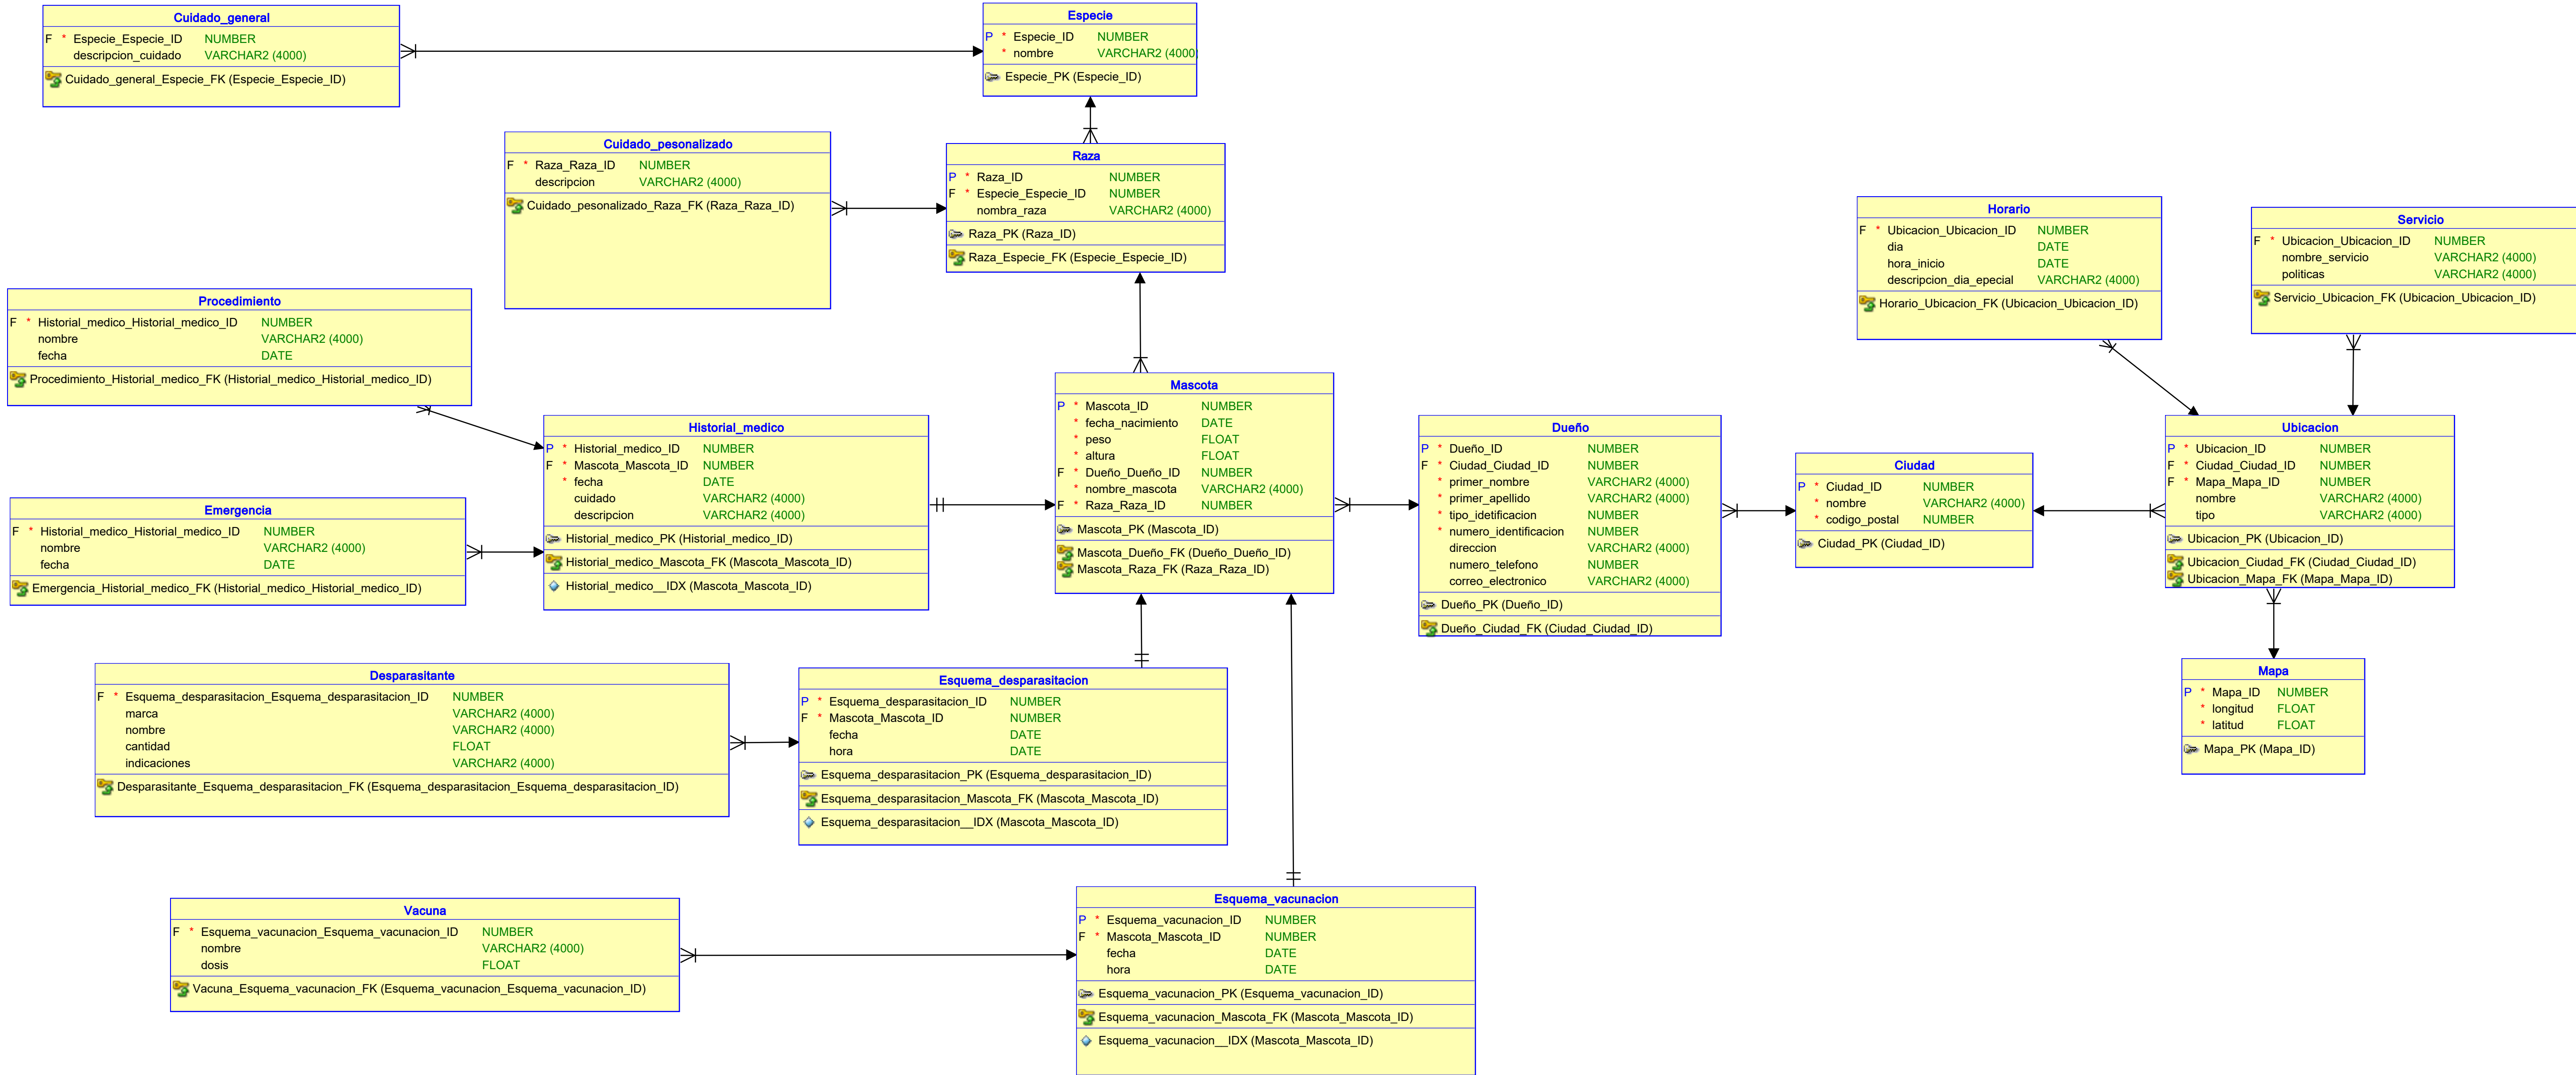 Cuidado_general
F * Especie_Especie_ID NUMBER
descripcion_cuidado VARCHAR2 (4000)
Cuidado_general_Especie_FK (Especie_Especie_ID)
Especie
P * Especie_ID NUMBER
* nombre VARCHAR2 (4000
Especie_PK (Especie_ID)
Cuidado_pesonalizado
F * Raza_Raza_ID NUMBER
descripcion VARCHAR2 (4000)
Cuidado_pesonalizado_Raza_FK (Raza_Raza_ID)
Raza
P * Raza_ID NUMBER
F * Especie_Especie_ID NUMBER
nombra_raza VARCHAR2 (4000)
Raza_PK (Raza_ID)
Raza_Especie_FK (Especie_Especie_ID)
Horario
F * Ubicacion_Ubicacion_ID NUMBER
dia DATE
hora_inicio DATE
descripcion_dia_epecial VARCHAR2 (4000)
Horario_Ubicacion_FK (Ubicacion_Ubicacion_ID)
Servicio
F * Ubicacion_Ubicacion_ID NUMBER
nombre_servicio VARCHAR2 (4000)
politicas VARCHAR2 (4000)
Servicio_Ubicacion_FK (Ubicacion_Ubicacion_ID)
Procedimiento
F * Historial_medico_Historial_medico_ID NUMBER
nombre VARCHAR2 (4000)
fecha DATE
Procedimiento_Historial_medico_FK (Historial_medico_Historial_medico_ID)
Historial_medico
P * Historial_medico_ID NUMBER
F * Mascota_Mascota_ID NUMBER
* fecha DATE
cuidado VARCHAR2 (4000)
descripcion VARCHAR2 (4000)
Historial_medico_PK (Historial_medico_ID)
Historial_medico_Mascota_FK (Mascota_Mascota_ID)
Historial_medico__IDX (Mascota_Mascota_ID)
Mascota
P * Mascota_ID NUMBER
* fecha_nacimiento DATE
* peso FLOAT
* altura FLOAT
F * Dueño_Dueño_ID NUMBER
* nombre_mascota VARCHAR2 (4000)
F * Raza_Raza_ID NUMBER
Mascota_PK (Mascota_ID)
Mascota_Dueño_FK (Dueño_Dueño_ID)
Mascota_Raza_FK (Raza_Raza_ID)
Dueño
P * Dueño_ID NUMBER
F * Ciudad_Ciudad_ID NUMBER
* primer_nombre VARCHAR2 (4000)
* primer_apellido VARCHAR2 (4000)
* tipo_idetificacion NUMBER
* numero_identificacion NUMBER
direccion VARCHAR2 (4000)
numero_telefono NUMBER
correo_electronico VARCHAR2 (4000)
Dueño_PK (Dueño_ID)
Dueño_Ciudad_FK (Ciudad_Ciudad_ID)
Ciudad
P * Ciudad_ID NUMBER
* nombre VARCHAR2 (4000)
* codigo_postal NUMBER
Ciudad_PK (Ciudad_ID)
Ubicacion
P * Ubicacion_ID NUMBER
F * Ciudad_Ciudad_ID NUMBER
F * Mapa_Mapa_ID NUMBER
nombre VARCHAR2 (4000)
tipo VARCHAR2 (4000)
Ubicacion_PK (Ubicacion_ID)
Ubicacion_Ciudad_FK (Ciudad_Ciudad_ID)
Ubicacion_Mapa_FK (Mapa_Mapa_ID)
Emergencia
F * Historial_medico_Historial_medico_ID NUMBER
nombre VARCHAR2 (4000)
fecha DATE
Emergencia_Historial_medico_FK (Historial_medico_Historial_medico_ID)
Desparasitante
F * Esquema_desparasitacion_Esquema_desparasitacion_ID NUMBER
marca VARCHAR2 (4000)
nombre VARCHAR2 (4000)
cantidad FLOAT
indicaciones VARCHAR2 (4000)
Desparasitante_Esquema_desparasitacion_FK (Esquema_desparasitacion_Esquema_desparasitacion_ID)
Esquema_desparasitacion
P * Esquema_desparasitacion_ID NUMBER
F * Mascota_Mascota_ID NUMBER
fecha DATE
hora DATE
Esquema_desparasitacion_PK (Esquema_desparasitacion_ID)
Esquema_desparasitacion_Mascota_FK (Mascota_Mascota_ID)
Esquema_desparasitacion__IDX (Mascota_Mascota_ID)
Mapa
P * Mapa_ID NUMBER
* longitud FLOAT
* latitud FLOAT
Mapa_PK (Mapa_ID)
Vacuna
F * Esquema_vacunacion_Esquema_vacunacion_ID NUMBER
nombre VARCHAR2 (4000)
dosis FLOAT
Vacuna_Esquema_vacunacion_FK (Esquema_vacunacion_Esquema_vacunacion_ID)
Esquema_vacunacion
P * Esquema_vacunacion_ID NUMBER
F * Mascota_Mascota_ID NUMBER
fecha DATE
hora DATE
Esquema_vacunacion_PK (Esquema_vacunacion_ID)
Esquema_vacunacion_Mascota_FK (Mascota_Mascota_ID)
Esquema_vacunacion__IDX (Mascota_Mascota_ID)